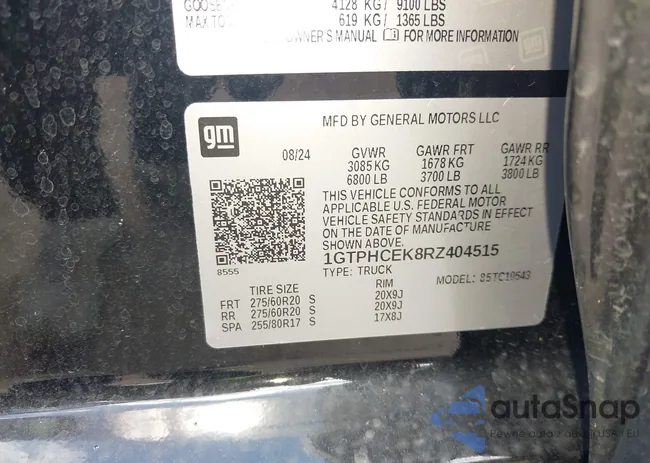 4128 KG / 9100 LBS
MAX TO
619 KG / 1365 LBS
OWNER'S MANUAL FOR MORE INFORMATION
gm
MFD BY GENERAL MOTORS LLC
08/24 GVWR GAWR FRT GAWR RR
3085 KG 1678 KG 1724 KG
6800 LB 3700 LB 3800 LB
THIS VEHICLE CONFORMS TO ALL
APPLICABLE U.S. FEDERAL MOTOR
VEHICLE SAFETY STANDARDS IN EFFECT
ON THE DATE OF MANUFACTURE
SHOWN ABOVE.
8555
1GTPHCEK8RZ404515
TYPE: TRUCK MODEL:
TIRE SIZE RIM
FRT 275/60R20 S 20X9J
RR 275/60R20 S 20X9J
SPA 255/80R17 S 17X8J
autoSnap